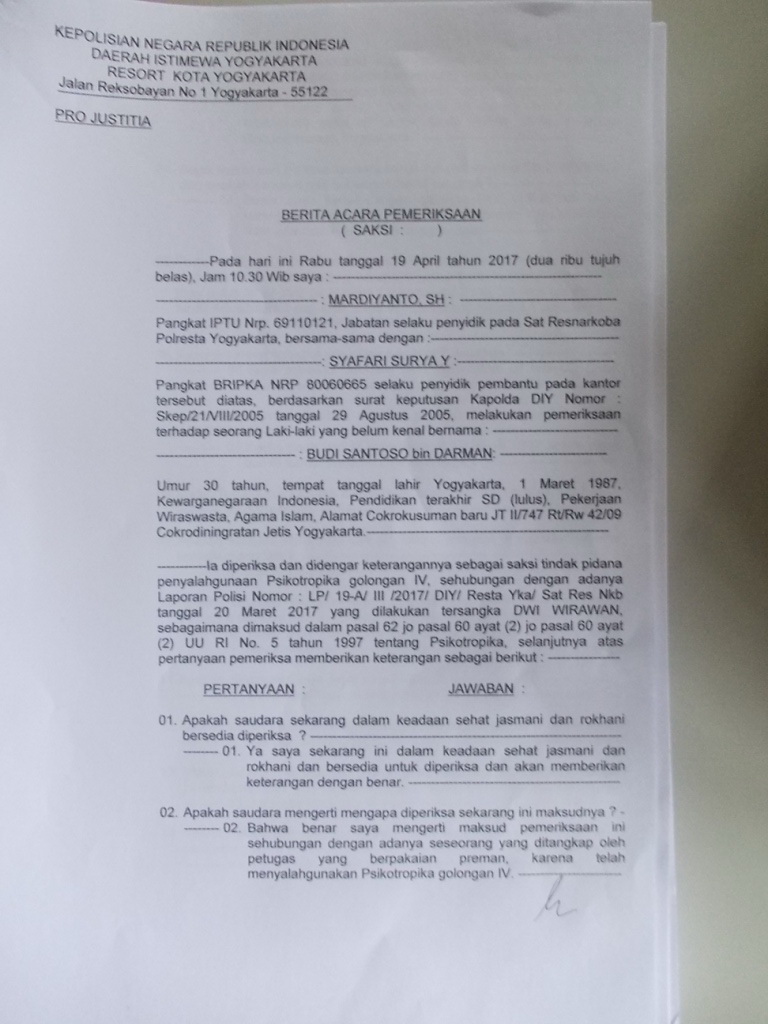 KEPOLISIAN NEGARA REPUBLIK INDONESIA
DAERAH ISTIMEWA YOGYAKARTA
RESORT KOTA YOGYAKARTA
Jalan Reksobayan No 1 Yogyakarta - 55122
PRO JUSTITIA
BERITA ACARA PEMERIKSAAN
( SAKSI : )
------------Pada hari ini Rabu tanggal 19 April tahun 2017 (dua ribu tujuh
belas), Jam 10.30 Wib saya : ------------------------------------------------
---------------------------------- : MARDIYANTO, SH : ----------------------------------
Pangkat IPTU Nrp. 69110121, Jabatan selaku penyidik pada Sat Resnarkoba
Polresta Yogyakarta, bersama-sama dengan :----------------------------------
----------------------------------: SYAFARI SURYA Y :----------------------------------
Pangkat BRIPKA NRP 80060665 selaku penyidik pembantu pada kantor
tersebut diatas, berdasarkan surat keputusan Kapolda DIY Nomor :
Skep/21/VIII/2005 tanggal 29 Agustus 2005, melakukan pemeriksaan
terhadap seorang Laki-laki yang belum kenal bernama : --------------------------
------------------------------ : BUDI SANTOSO bin DARMAN: -----------------------
Umur 30 tahun, tempat tanggal lahir Yogyakarta, 1 Maret 1987,
Kewarganegaraan Indonesia, Pendidikan terakhir SD (lulus), Pekerjaan
Wiraswasta, Agama Islam, Alamat Cokrokusuman baru JT II/747 Rt/Rw 42/09
Cokrodiningratan Jetis Yogyakarta.--------------------------------------------------
-----------Ia diperiksa dan didengar keterangannya sebagai saksi tindak pidana
penyalahgunaan Psikotropika golongan IV, sehubungan dengan adanya
Laporan Polisi Nomor : LP/ 19-A/ III /2017/ DIY/ Resta Yka/ Sat Res Nkb
tanggal 20 Maret 2017 yang dilakukan tersangka DWI WIRAWAN,
sebagaimana dimaksud dalam pasal 62 jo pasal 60 ayat (2) jo pasal 60 ayat
(2) UU RI No. 5 tahun 1997 tentang Psikotropika, selanjutnya atas
pertanyaan pemeriksa memberikan keterangan sebagai berikut : ----------------
PERTANYAAN : JAWABAN :
01. Apakah saudara sekarang dalam keadaan sehat jasmani dan rokhani
bersedia diperiksa ? ------------------------------------------------------------
-------- 01. Ya saya sekarang ini dalam keadaan sehat jasmani dan
rokhani dan bersedia untuk diperiksa dan akan memberikan
keterangan dengan benar. ---------------------------------------------
02. Apakah saudara mengerti mengapa diperiksa sekarang ini maksudnya ? -
-------- 02. Bahwa benar saya mengerti maksud pemeriksaan ini
sehubungan dengan adanya seseorang yang ditangkap oleh
petugas yang berpakaian preman, karena telah
menyalahgunakan Psikotropika golongan IV. ----------------------